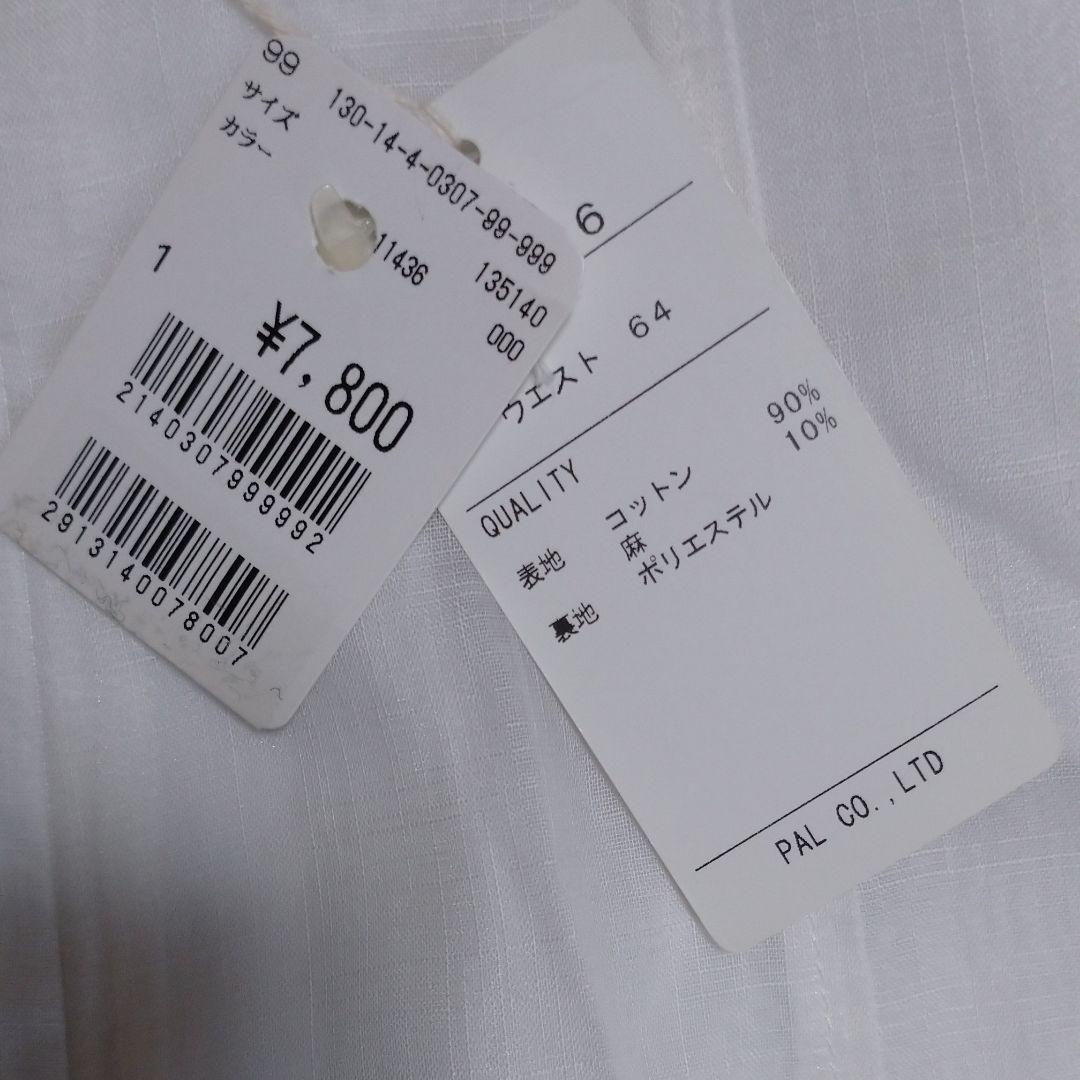 99
130-14-4-0307-99-999
サイズ
カラー
11436
135140
000
1
¥7,800
2140307999992
2913140078007
6
ウエスト 64
QUALITY
表地 コットン 90%
麻 10%
裏地 ポリエステル
PAL CO.,LTD